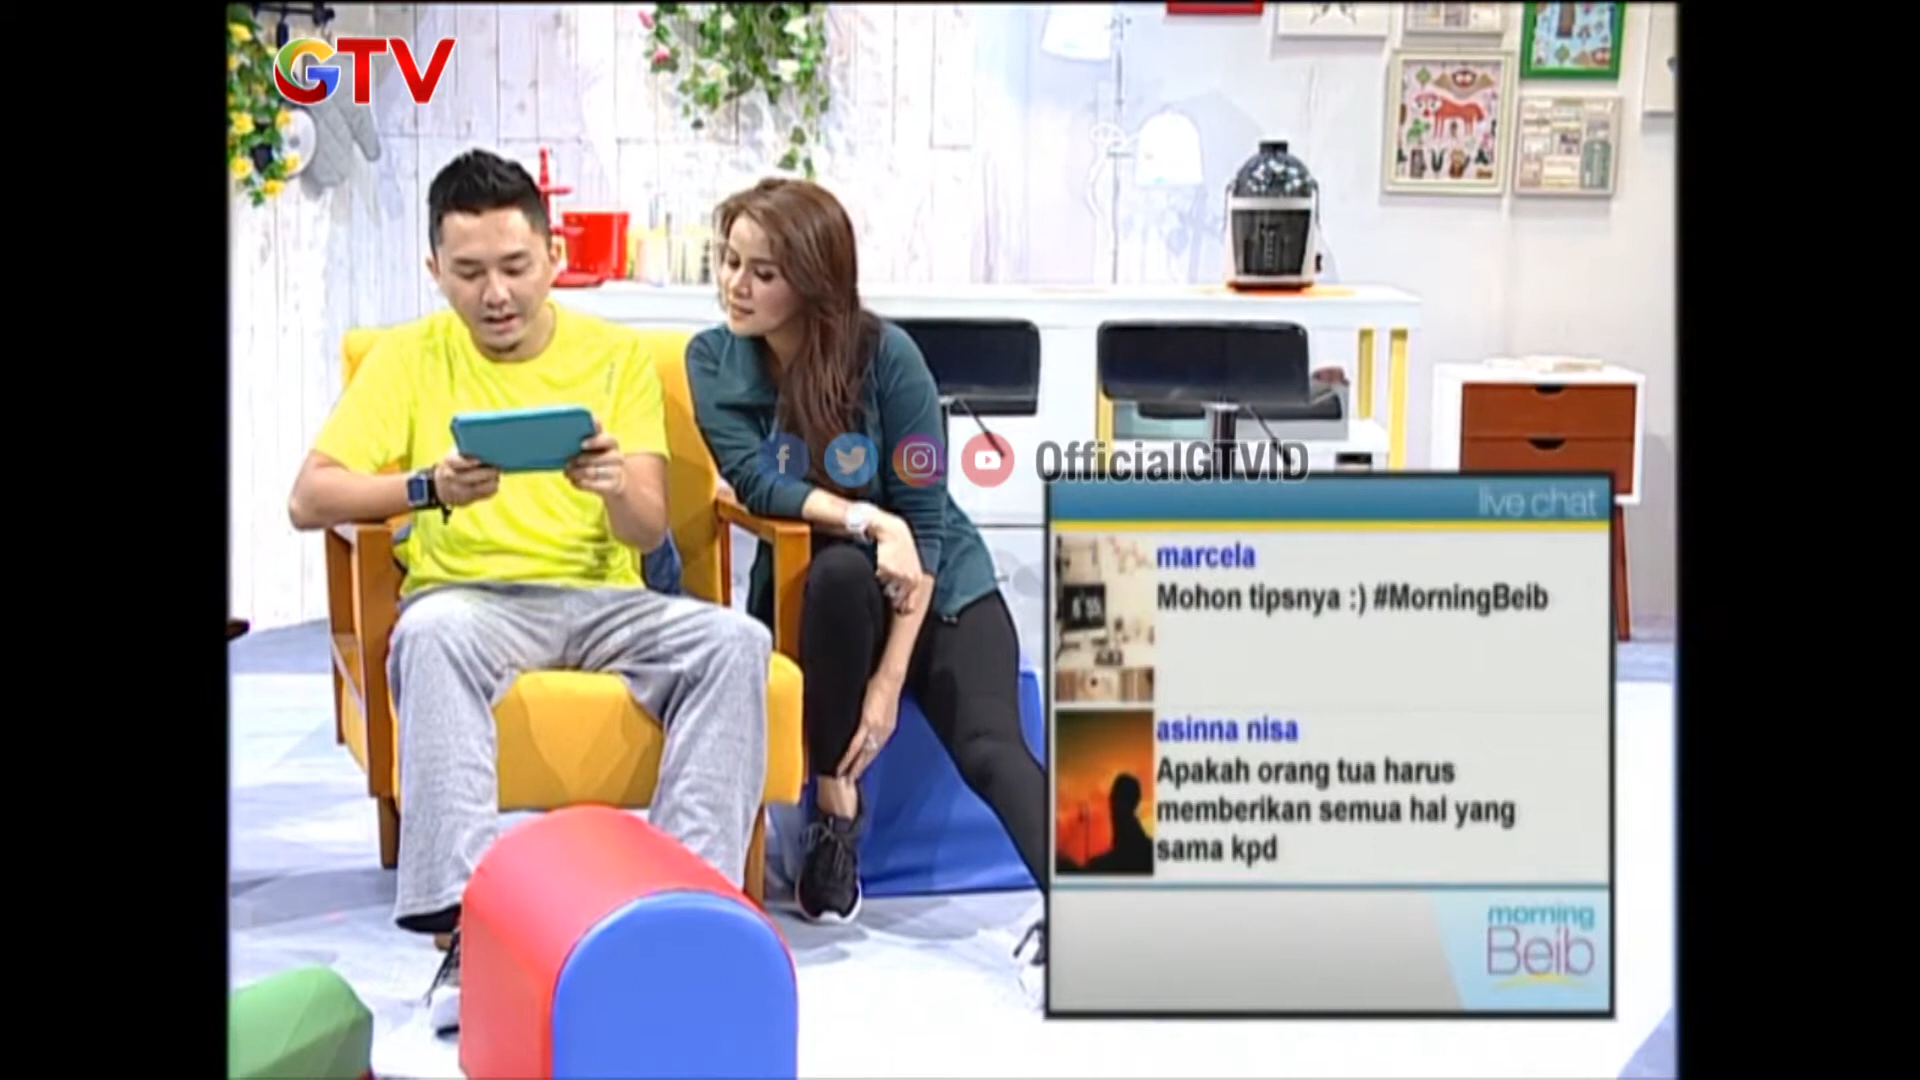 GTV
OfficialGTVID
live chat
marcela
Mohon tipsnya :) #MorningBeib
asinna nisa
Apakah orang tua harus
memberikan semua hal yang
sama kpd
morning
Beib